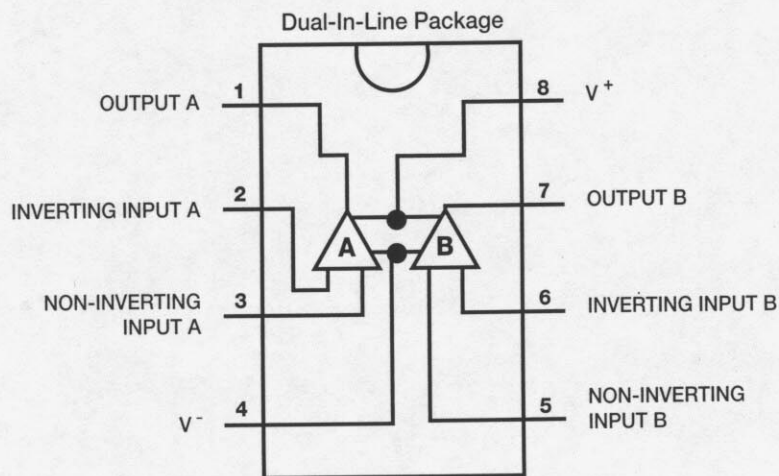 Dual-In-Line Package
1
OUTPUT A
8
V+
2
INVERTING INPUT A
7
OUTPUT B
A
B
3
NON-INVERTING
INPUT A
6
INVERTING INPUT B
4
V-
5
NON-INVERTING
INPUT B